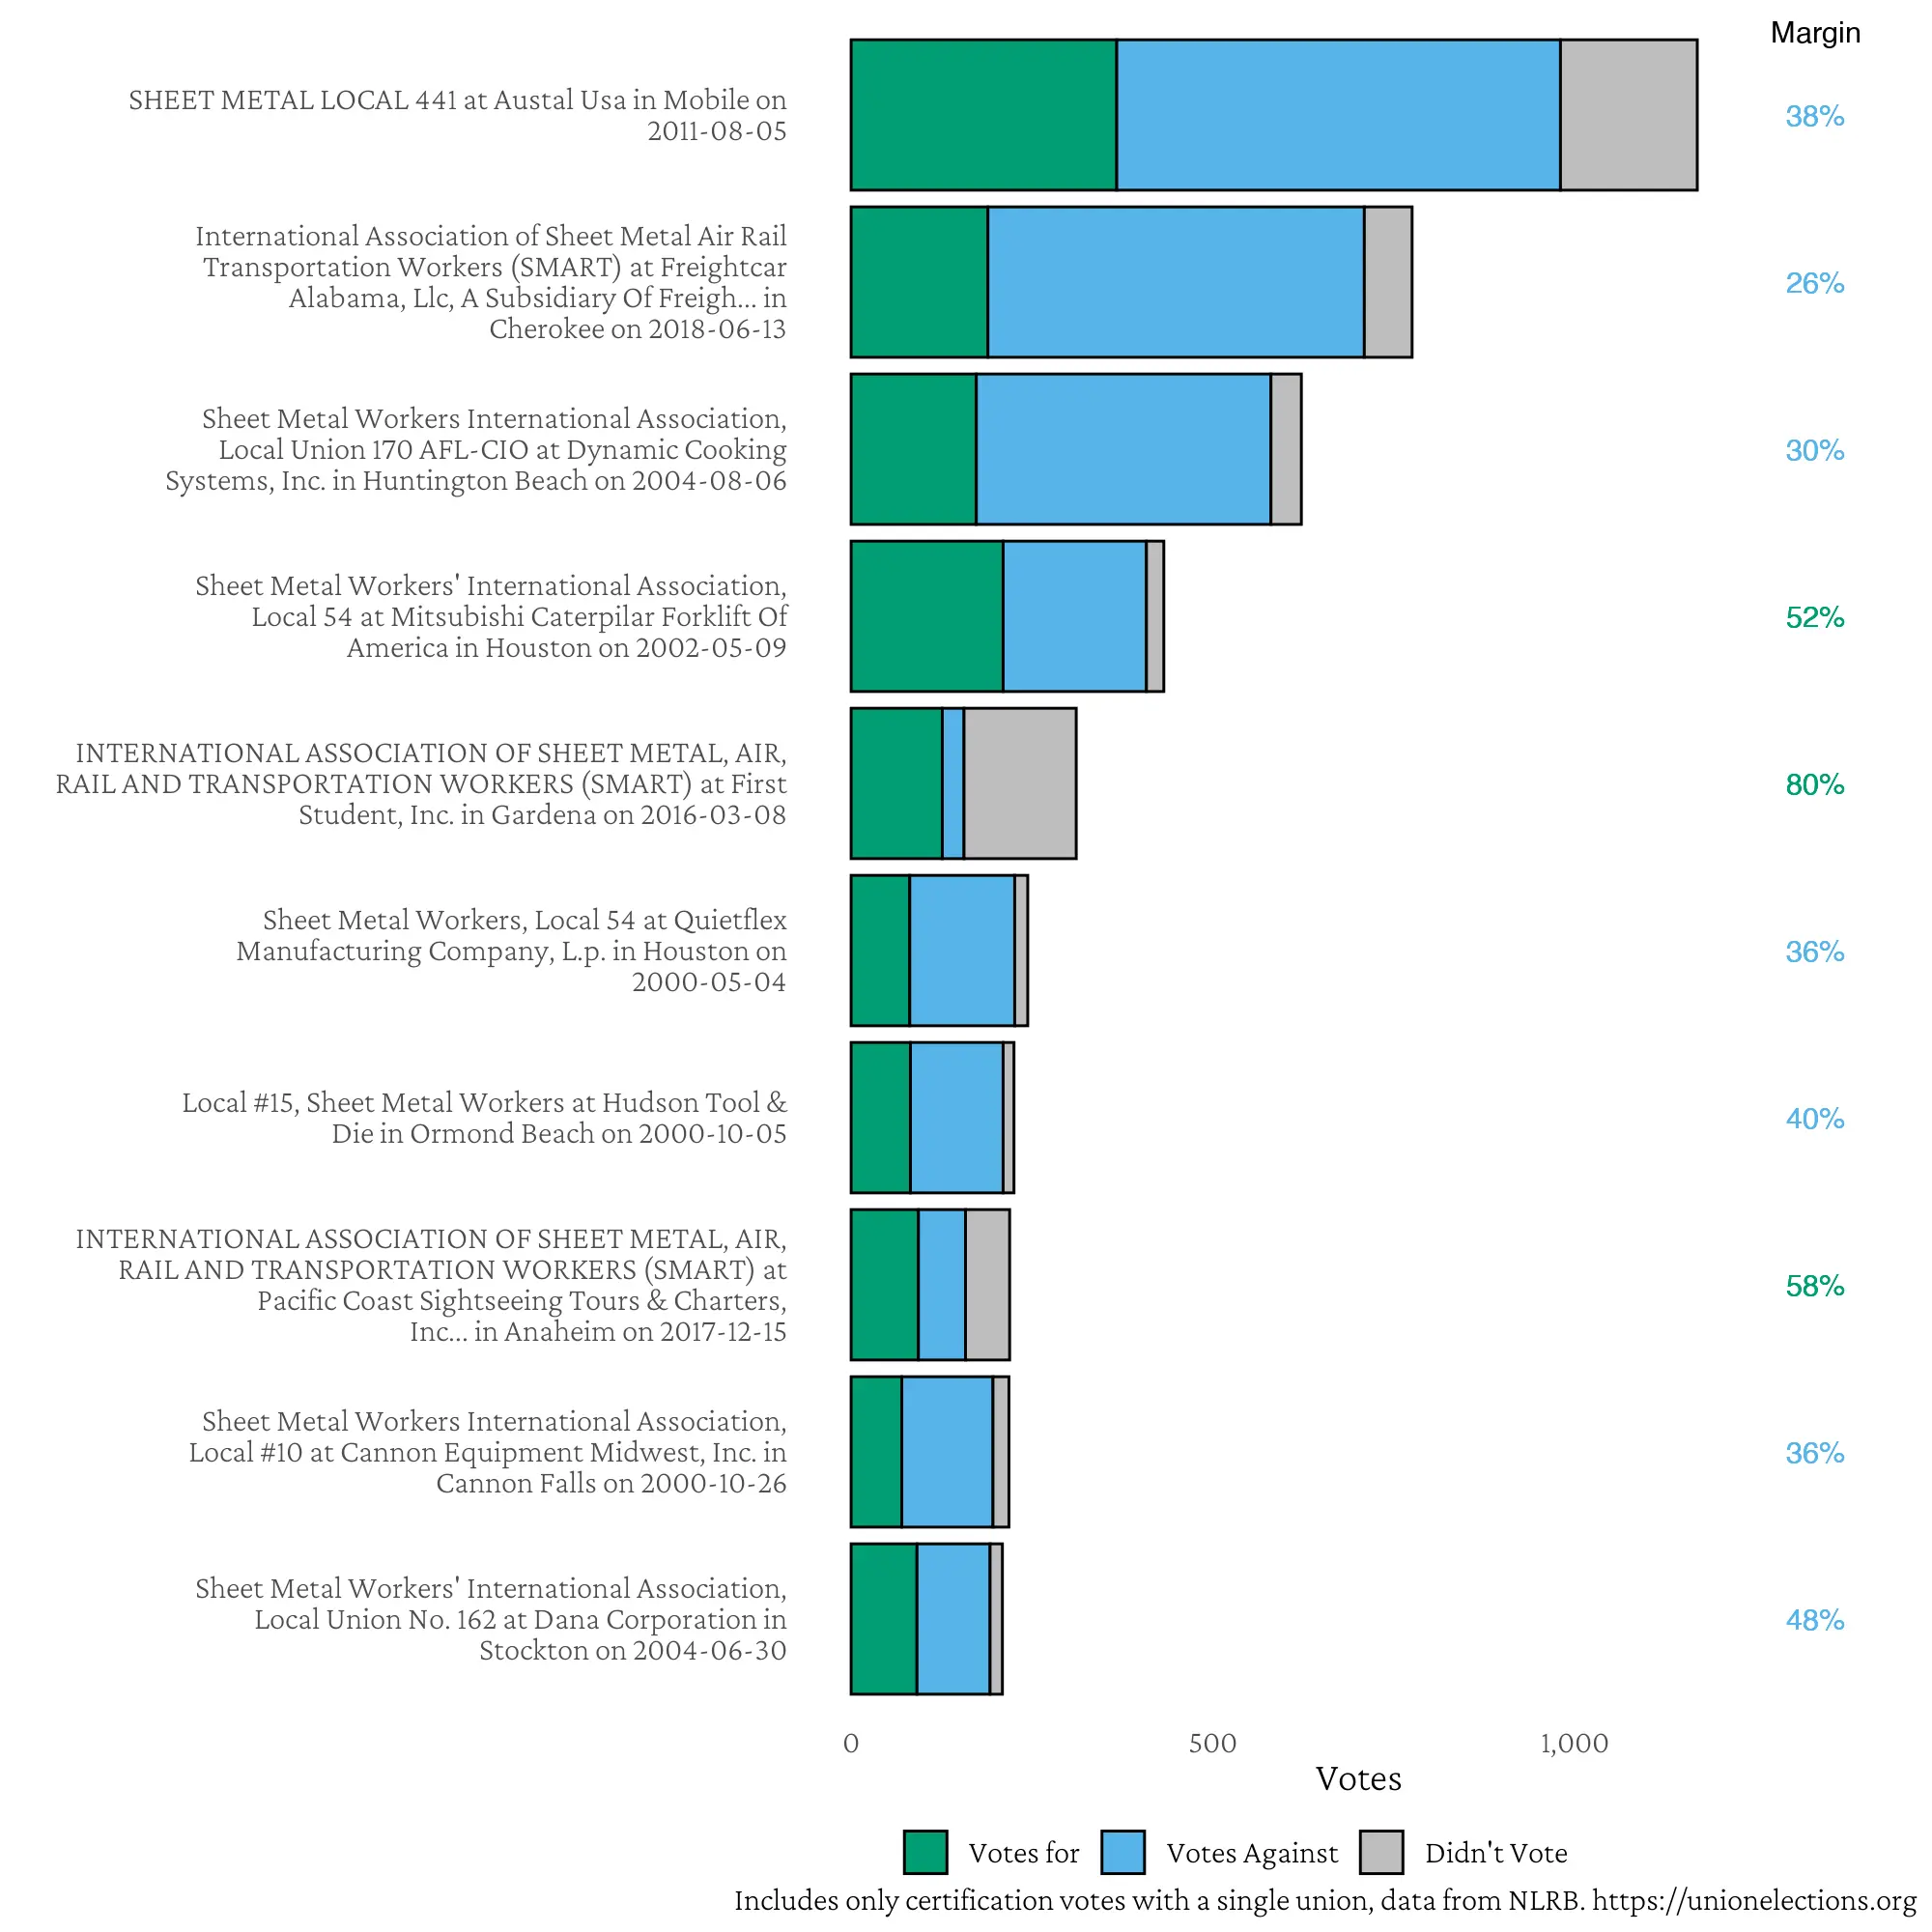 Margin
SHEET METAL LOCAL 441 at Austal Usa in Mobile on
2011-08-05
38%
International Association of Sheet Metal Air Rail
Transportation Workers (SMART) at Freightcar
Alabama, Llc, A Subsidiary Of Freigh... in
Cherokee on 2018-06-13
26%
Sheet Metal Workers International Association,
Local Union 170 AFL-CIO at Dynamic Cooking
Systems, Inc. in Huntington Beach on 2004-08-06
30%
Sheet Metal Workers' International Association,
Local 54 at Mitsubishi Caterpilar Forklift Of
America in Houston on 2002-05-09
52%
INTERNATIONAL ASSOCIATION OF SHEET METAL, AIR,
RAIL AND TRANSPORTATION WORKERS (SMART) at First
Student, Inc. in Gardena on 2016-03-08
80%
Sheet Metal Workers, Local 54 at Quietflex
Manufacturing Company, L.p. in Houston on
2000-05-04
36%
Local #15, Sheet Metal Workers at Hudson Tool &
Die in Ormond Beach on 2000-10-05
40%
INTERNATIONAL ASSOCIATION OF SHEET METAL, AIR,
RAIL AND TRANSPORTATION WORKERS (SMART) at
Pacific Coast Sightseeing Tours & Charters,
Inc... in Anaheim on 2017-12-15
58%
Sheet Metal Workers International Association,
Local #10 at Cannon Equipment Midwest, Inc. in
Cannon Falls on 2000-10-26
36%
Sheet Metal Workers' International Association,
Local Union No. 162 at Dana Corporation in
Stockton on 2004-06-30
48%
0 500 1,000
Votes
Votes for Votes Against Didn't Vote
Includes only certification votes with a single union, data from NLRB. https://unionelections.org